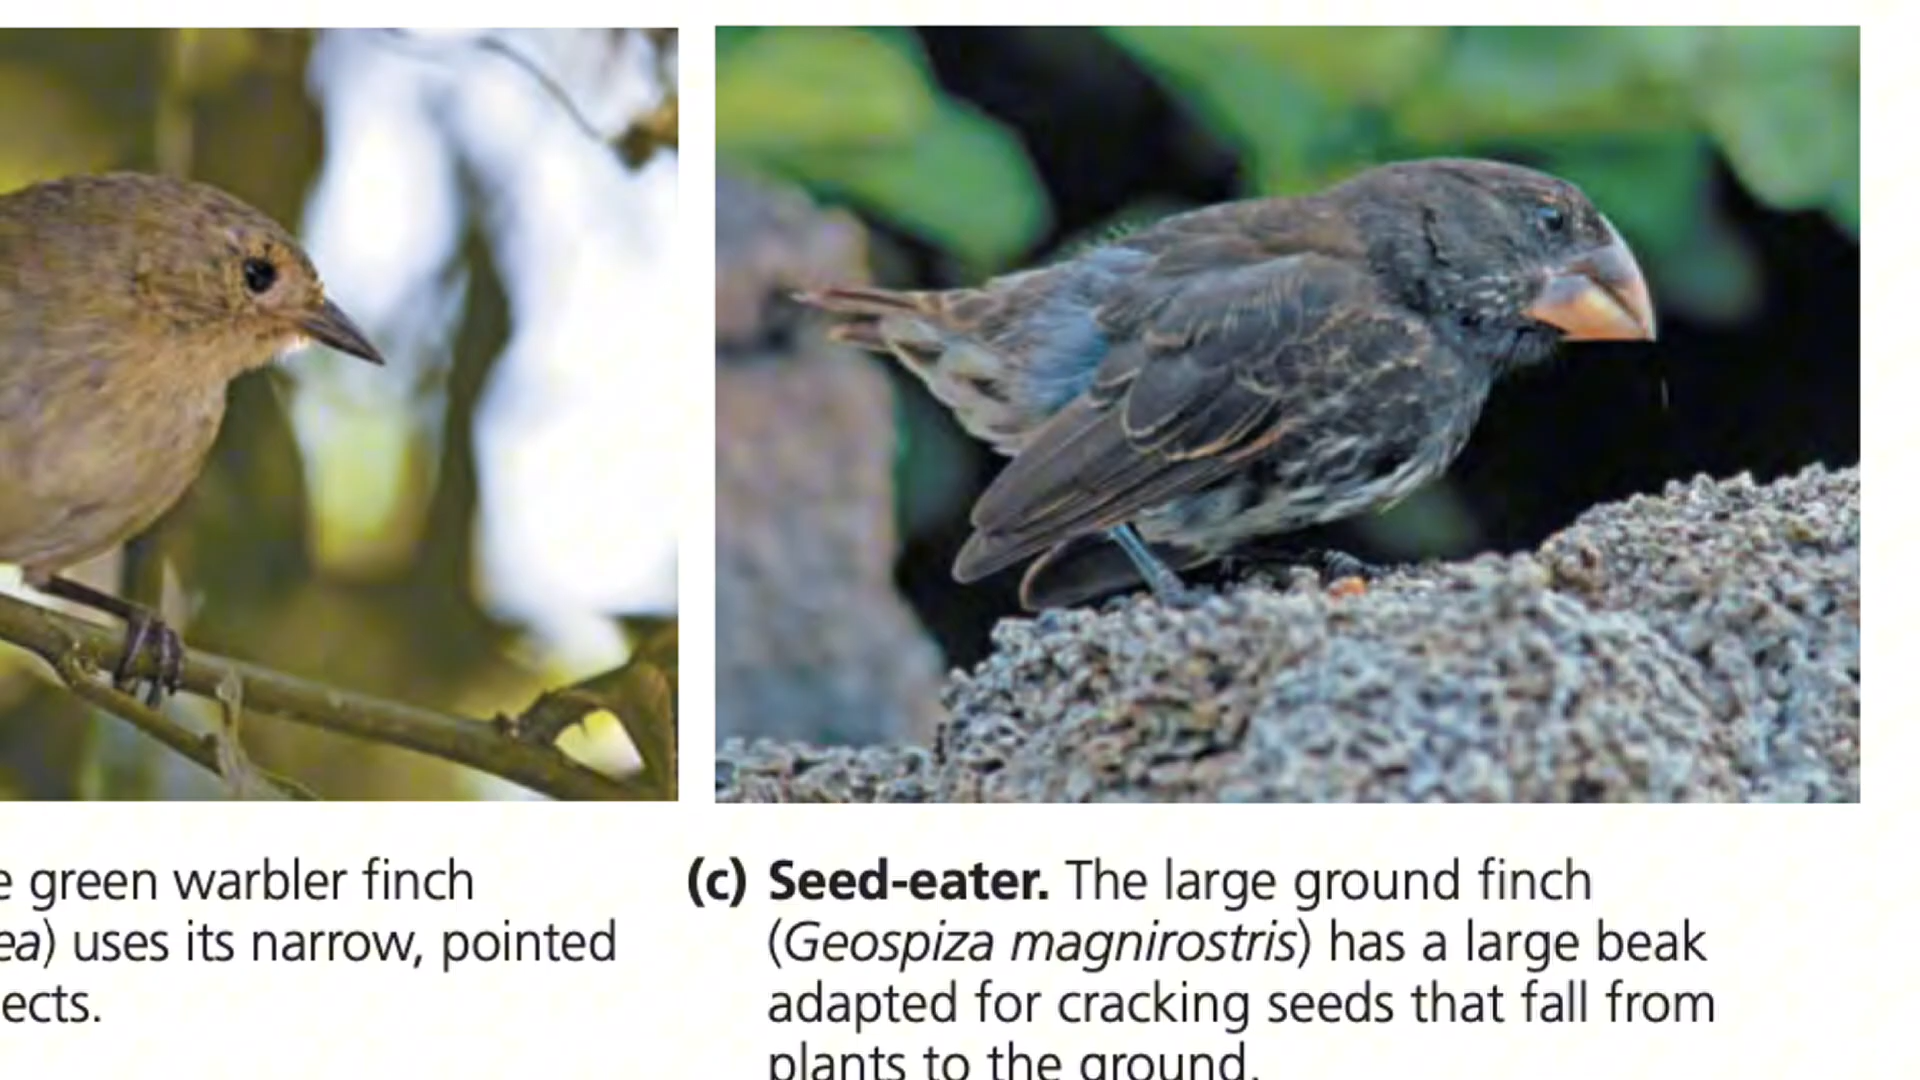 e green warbler finch
ea) uses its narrow, pointed
ects.
(c) Seed-eater. The large ground finch
(Geospiza magnirostris) has a large beak
adapted for cracking seeds that fall from
plants to the ground.